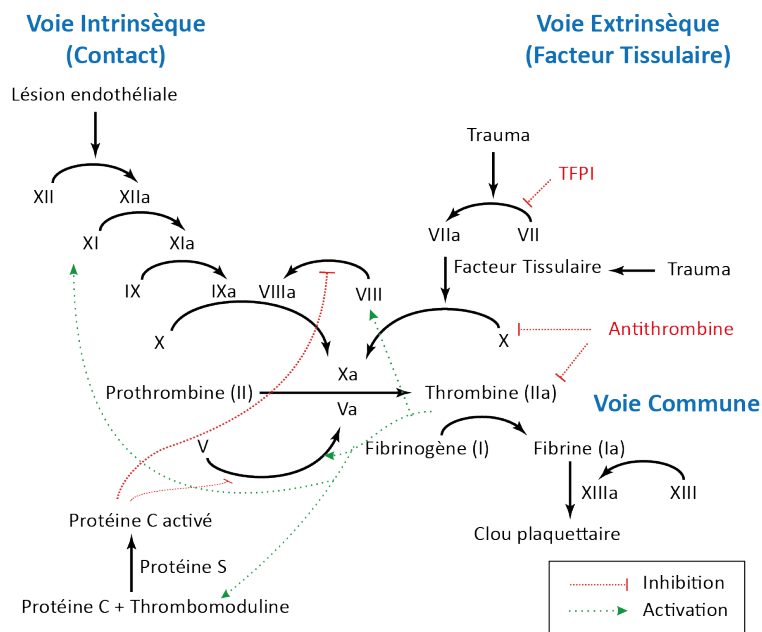 Voie Intrinsèque
(Contact)
Voie Extrinsèque
(Facteur Tissulaire)
Lésion endothéliale
Trauma
TFPI
XII
XIIa
XI
XIa
VIIa
VII
IX
IXa
VIIIa
VIII
Facteur Tissulaire
Trauma
X
X
Antithrombine
Xa
Prothrombine (II)
Thrombine (IIa)
Va
Voie Commune
V
Fibrinogène (I)
Fibrine (Ia)
XIIIa
XIII
Protéine C activé
Clou plaquettaire
Protéine S
Protéine C + Thrombomoduline
Inhibition
Activation